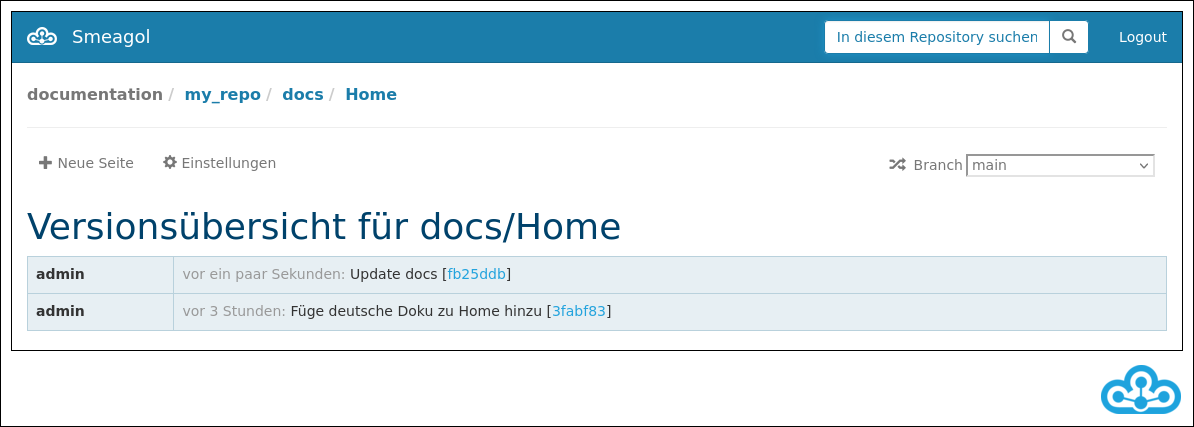 Smeagol
In diesem Repository suchen
Logout
documentation / my_repo / docs / Home
Neue Seite
Einstellungen
Branch main
Versionsübersicht für docs/Home
admin vor ein paar Sekunden: Update docs [fb25ddb]
admin vor 3 Stunden: Füge deutsche Doku zu Home hinzu [3fabf83]